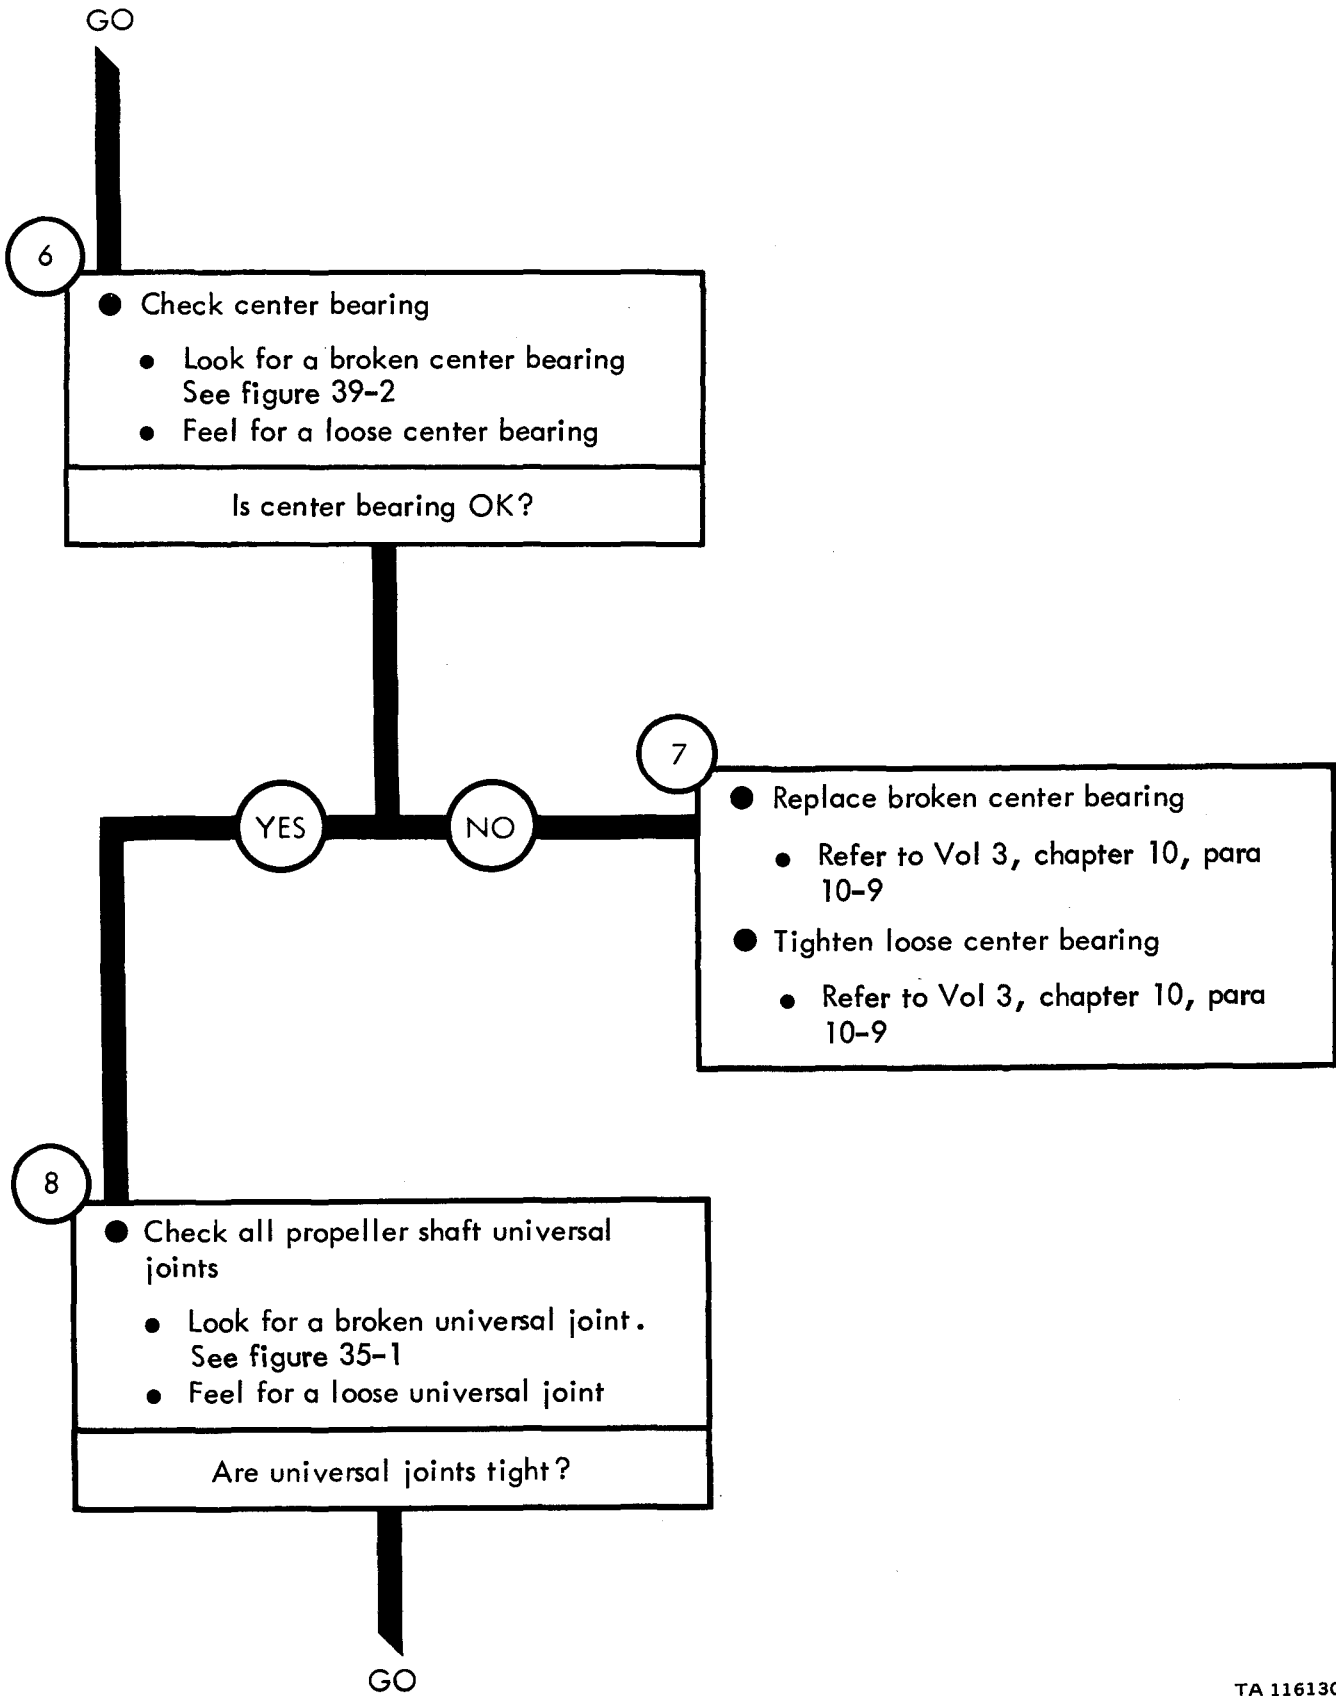 GO
6
● Check center bearing
● Look for a broken center bearing
See figure 39-2
● Feel for a loose center bearing
Is center bearing OK?
YES
NO
7
● Replace broken center bearing
● Refer to Vol 3, chapter 10, para
10-9
● Tighten loose center bearing
● Refer to Vol 3, chapter 10, para
10-9
8
● Check all propeller shaft universal
joints
● Look for a broken universal joint.
See figure 35-1
● Feel for a loose universal joint
Are universal joints tight?
GO
TA 116130